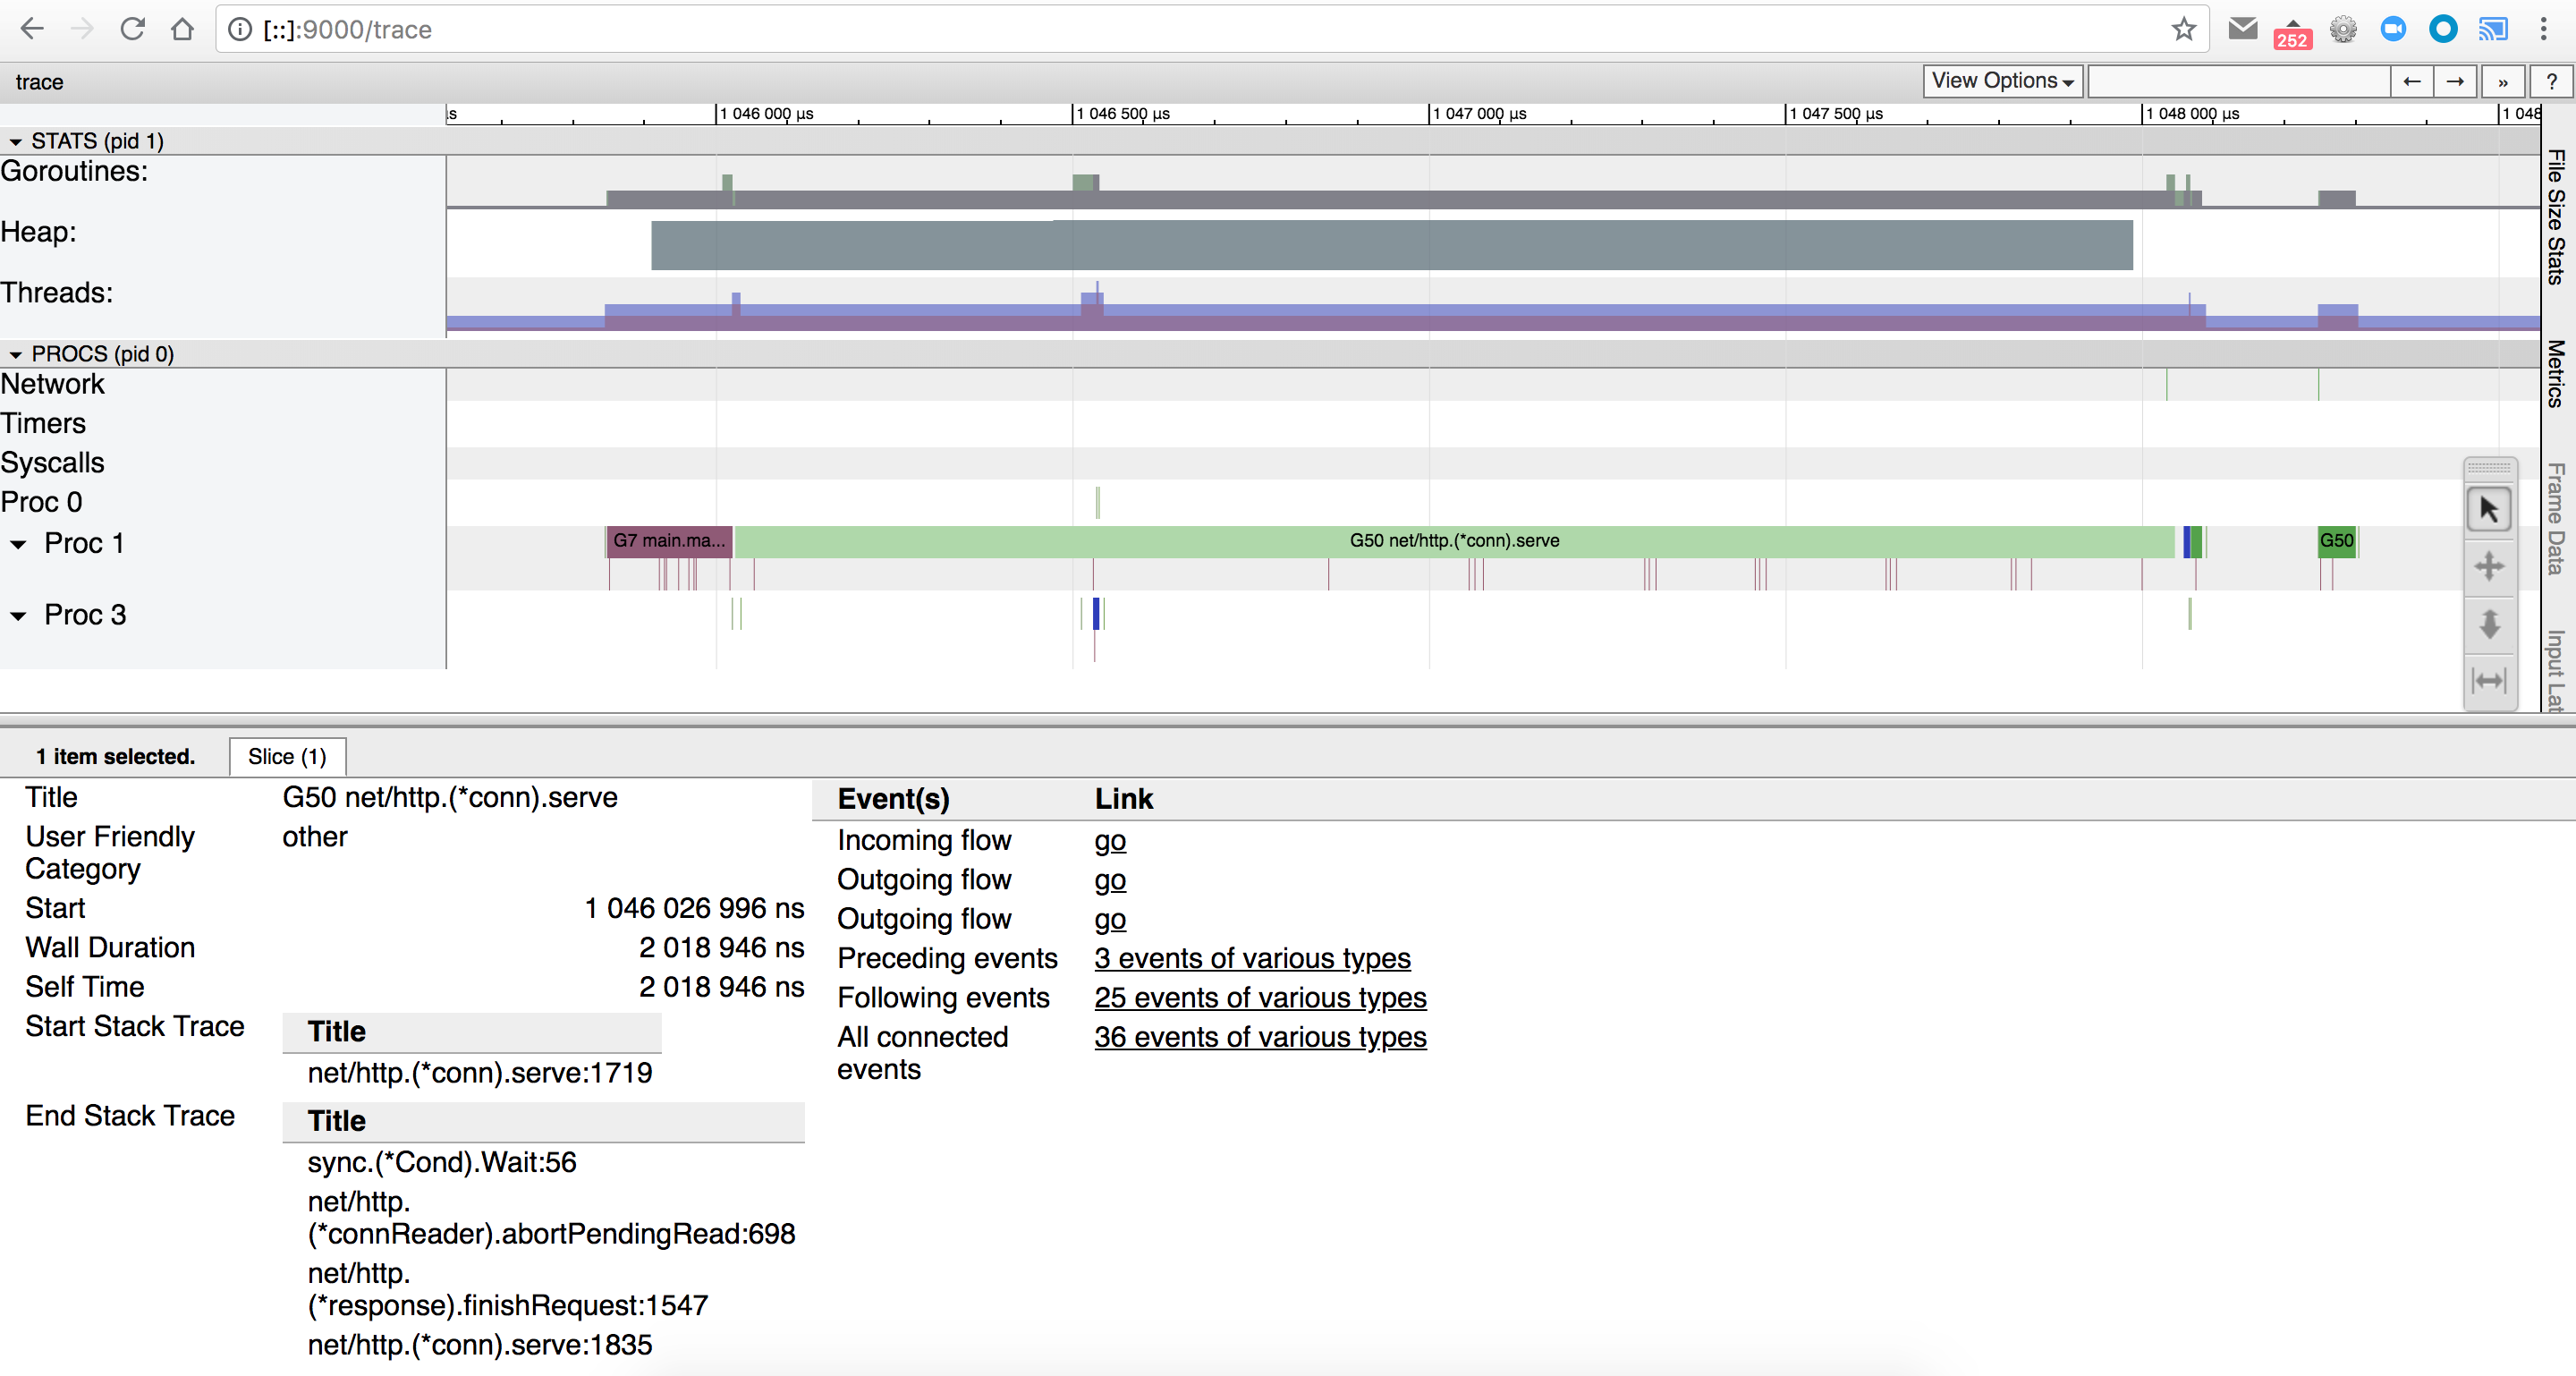 [::]:9000/trace
252
trace
View Options
?
1 046 000 µs
1 046 500 µs
1 047 000 µs
1 047 500 µs
1 048 000 µs
1 048
STATS (pid 1)
Goroutines:
Heap:
Threads:
PROCS (pid 0)
Network
Timers
Syscalls
Proc 0
Proc 1
G7 main.ma...
G50 net/http.(*conn).serve
G50
Proc 3
File Size Stats
Metrics
Frame Data
Input Lat
1 item selected.
Slice (1)
Title
G50 net/http.(*conn).serve
User Friendly
Category
other
Start
1 046 026 996 ns
Wall Duration
2 018 946 ns
Self Time
2 018 946 ns
Start Stack Trace
Title
net/http.(*conn).serve:1719
End Stack Trace
Title
sync.(*Cond).Wait:56
net/http.
(*connReader).abortPendingRead:698
net/http.
(*response).finishRequest:1547
net/http.(*conn).serve:1835
Event(s)
Link
Incoming flow
go
Outgoing flow
go
Outgoing flow
go
Preceding events
3 events of various types
Following events
25 events of various types
All connected
events
36 events of various types